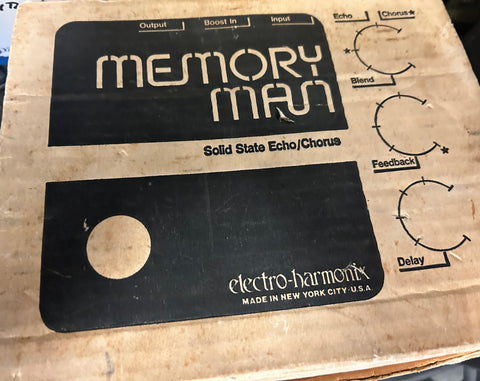 Output Boost In Input
Echo Chorus★
MEMORY
MAN
Blend
Solid State Echo/Chorus
Feedback
Delay
electro-harmonix
MADE IN NEW YORK CITY·U.S.A